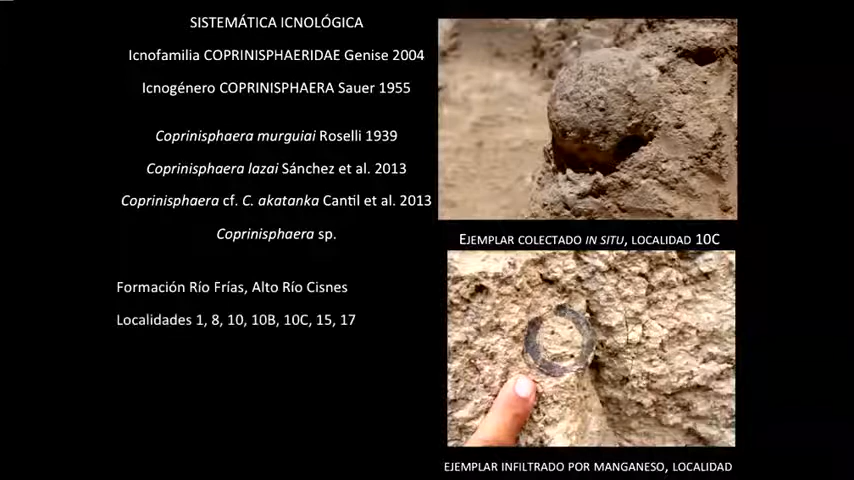 SISTEMÁTICA ICNOLÓGICA
Icnofamilia COPRINISPHAERIDAE Genise 2004
Icnogénero COPRINISPHAERA Sauer 1955
Coprinisphaera murguiai Roselli 1939
Coprinisphaera lazai Sánchez et al. 2013
Coprinisphaera cf. C. akatanka Cantil et al. 2013
Coprinisphaera sp.
Formación Río Frías, Alto Río Cisnes
Localidades 1, 8, 10, 10B, 10C, 15, 17
EJEMPLAR COLECTADO IN SITU, LOCALIDAD 10C
EJEMPLAR INFILTRADO POR MANGANESO, LOCALIDAD